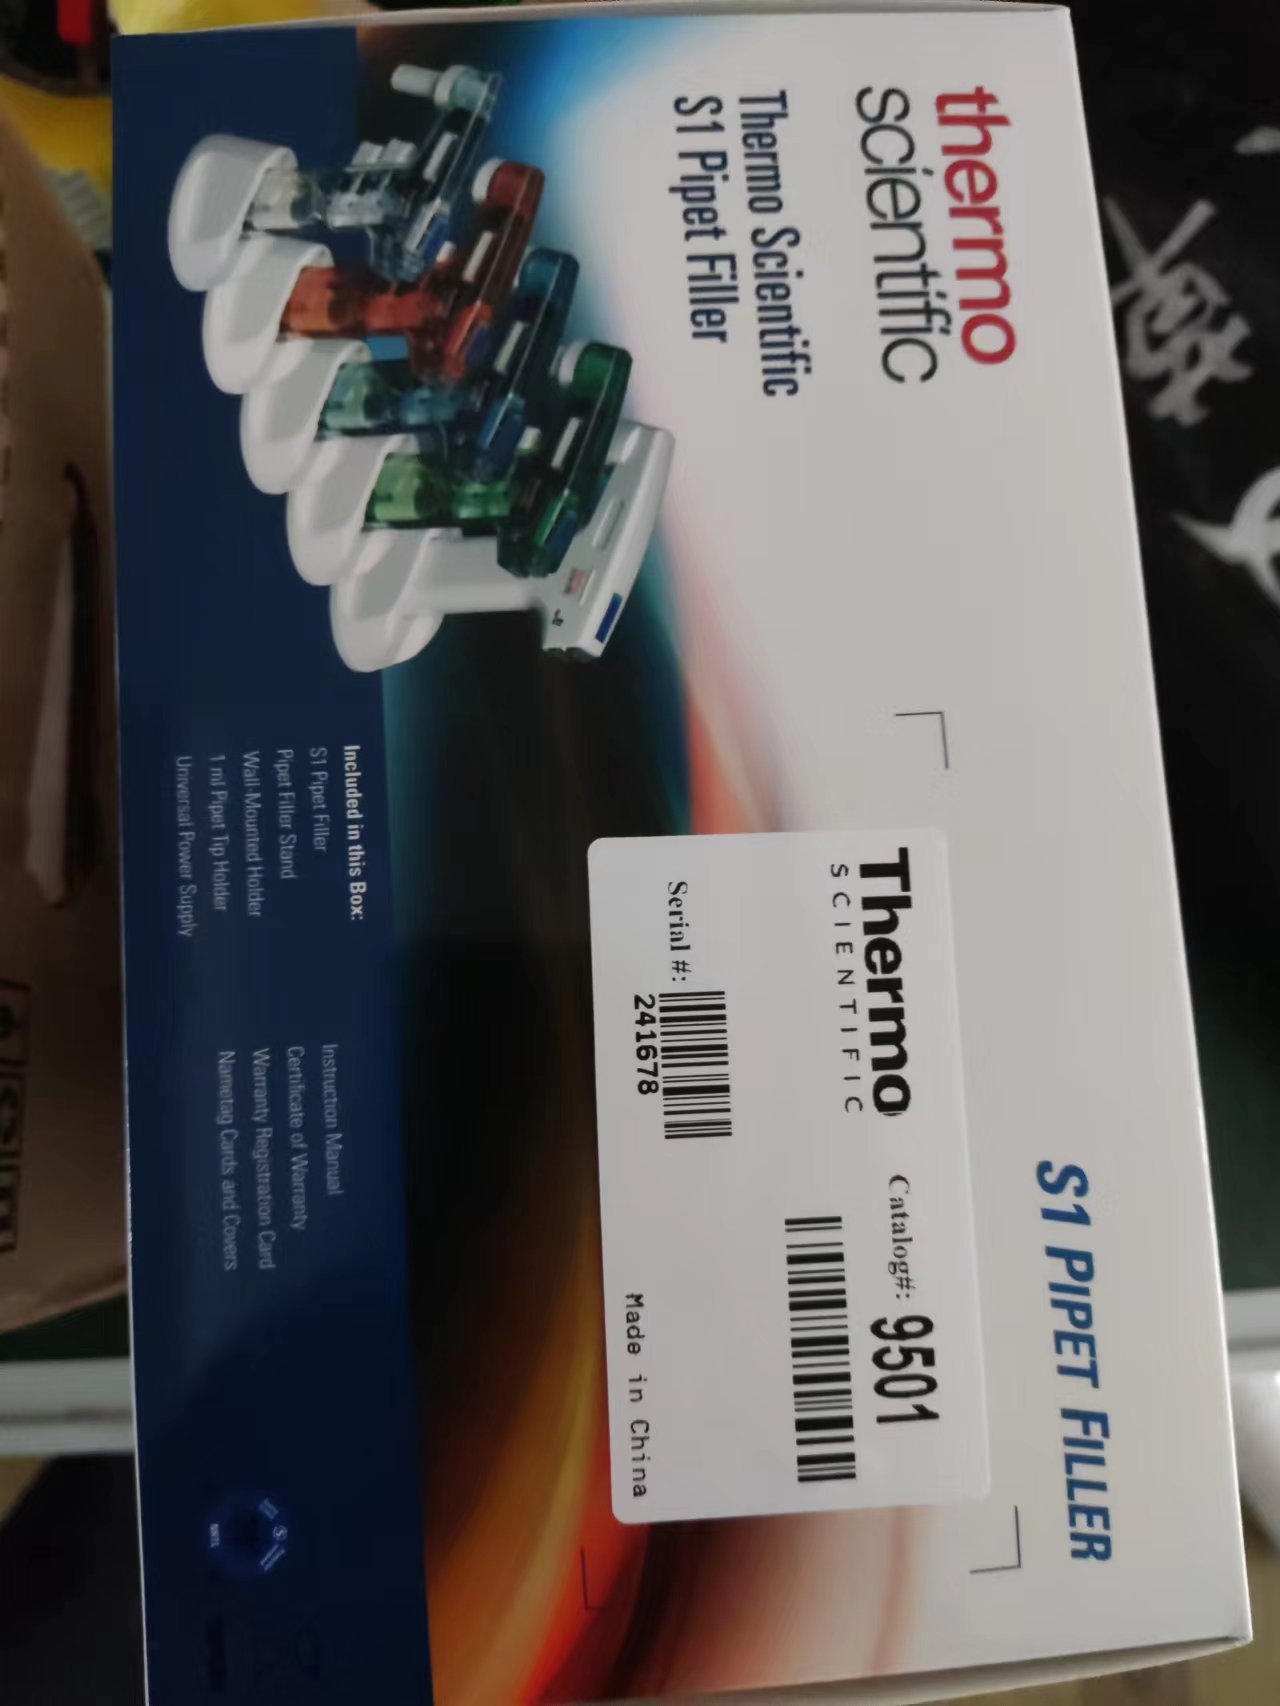 thermo
scientific
Thermo Scientific
S1 Pipet Filler
S1 PIPET FILLER
Thermo
SCIENTIFIC
Catalog#: 9501
Serial #:
241678
Made in China
Included in this Box:
S1 Pipet Filler
Pipet Filler Stand
Wall-Mounted Holder
1 ml Pipet Tip Holder
Universal Power Supply
Instruction Manual
Certificate of Warranty
Warranty Registration Card
Nametag Cards and Covers